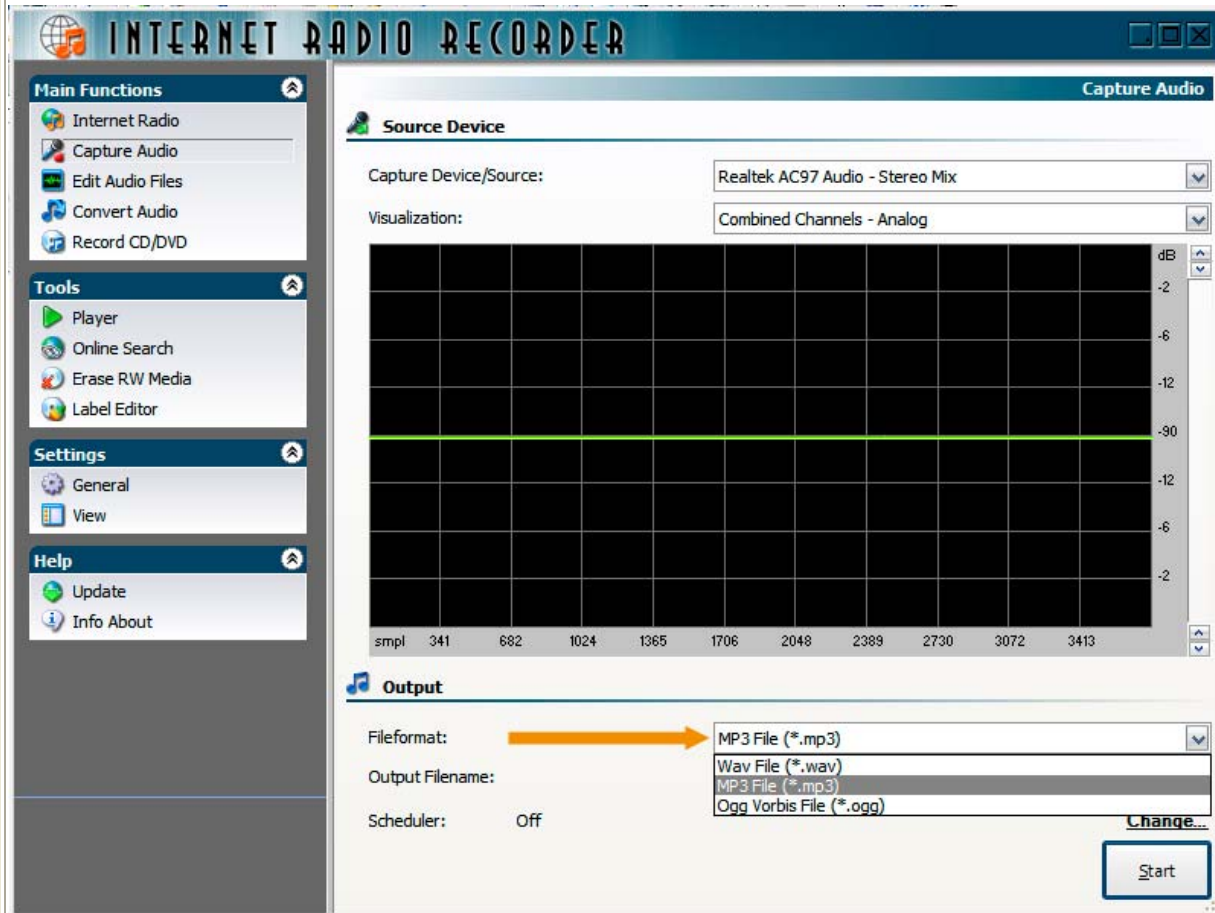 INTERNET RADIO RECORDER
Main Functions
Internet Radio
Capture Audio
Edit Audio Files
Convert Audio
Record CD/DVD
Tools
Player
Online Search
Erase RW Media
Label Editor
Settings
General
View
Help
Update
Info About
Capture Audio
Source Device
Capture Device/Source:
Realtek AC97 Audio - Stereo Mix
Visualization:
Combined Channels - Analog
dB
-2
-6
-12
-90
-12
-6
-2
smpl 341 682 1024 1365 1706 2048 2389 2730 3072 3413
Output
Fileformat:
MP3 File (*.mp3)
Wav File (*.wav)
MP3 File (*.mp3)
Ogg Vorbis File (*.ogg)
Output Filename:
Scheduler: Off
Change...
Start